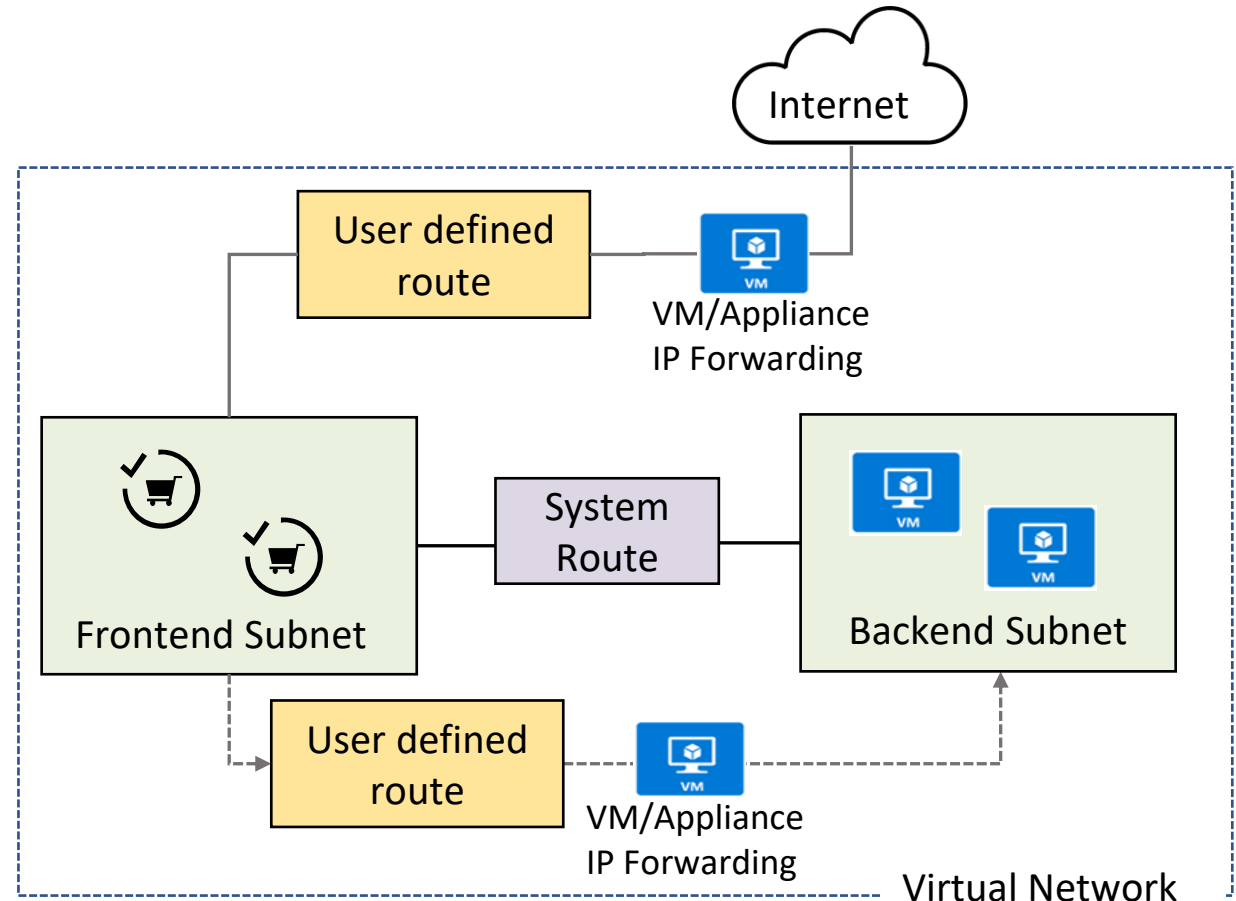 Internet
User defined
route
VM
VM/Appliance
IP Forwarding
System
Route
VM
VM
Frontend Subnet
Backend Subnet
User defined
route
VM
VM/Appliance
IP Forwarding
Virtual Network